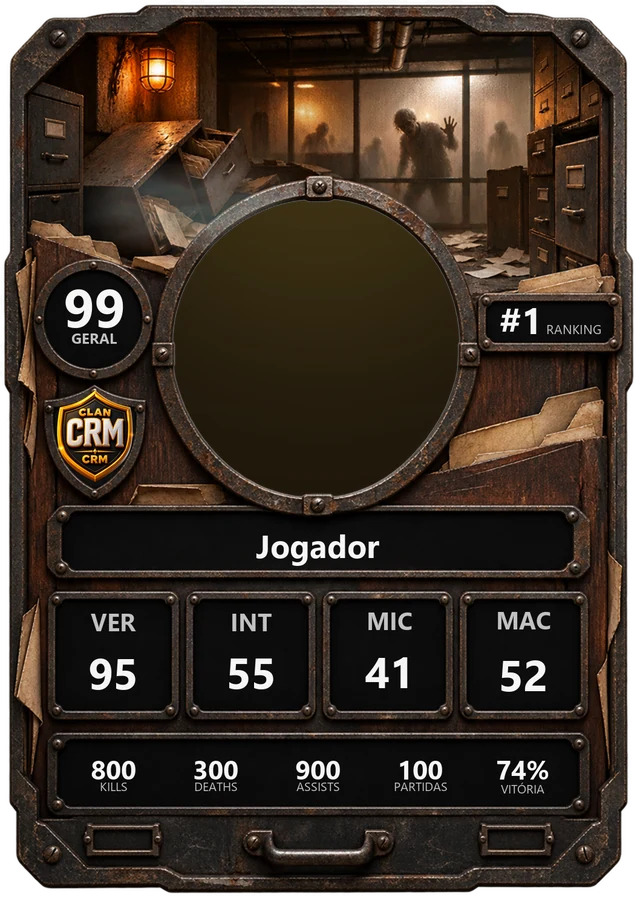 99
GERAL
#1 RANKING
CLAN
CRM
CRM
Jogador
VER INT MIC MAC
95 55 41 52
800 300 900 100 74%
KILLS DEATHS ASSISTS PARTIDAS VITÓRIA